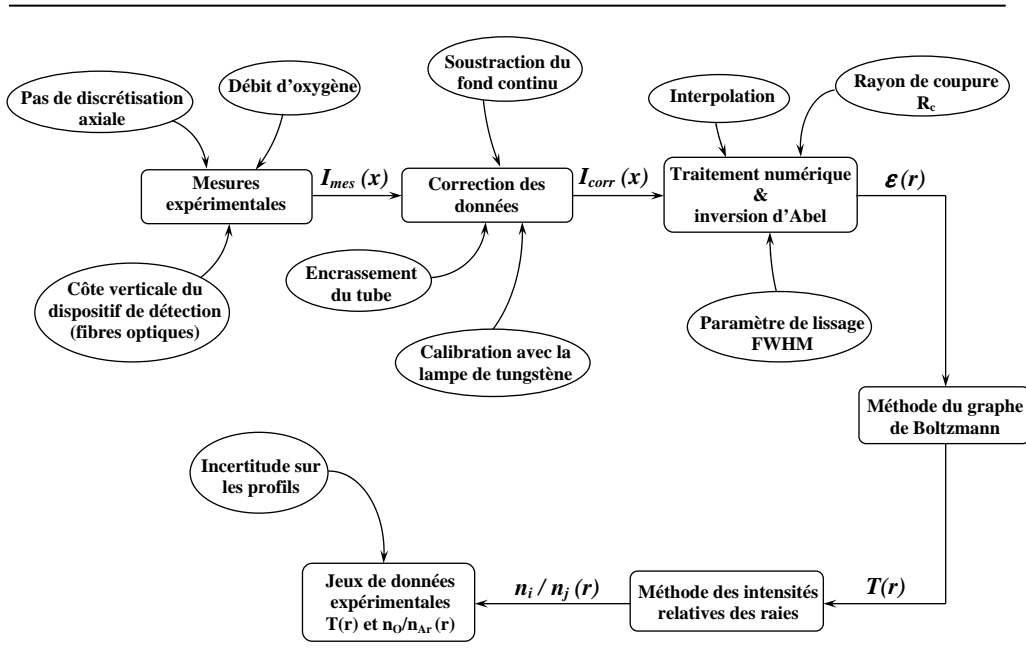 Soustraction du
fond continu
Débit d'oxygène
Pas de discrétisation
axiale
Interpolation
Rayon de coupure
Rc
Mesures
expérimentales
Imes (x)
Correction des
données
Icorr (x)
Traitement numérique
&
inversion d'Abel
ε(r)
Encrassement
du tube
Côte verticale du
dispositif de détection
(fibres optiques)
Calibration avec la
lampe de tungstène
Paramètre de lissage
FWHM
Méthode du graphe
de Boltzmann
Incertitude sur
les profils
Jeux de données
expérimentales
T(r) et nO/nAr (r)
ni / nj (r)
Méthode des intensités
relatives des raies
T(r)